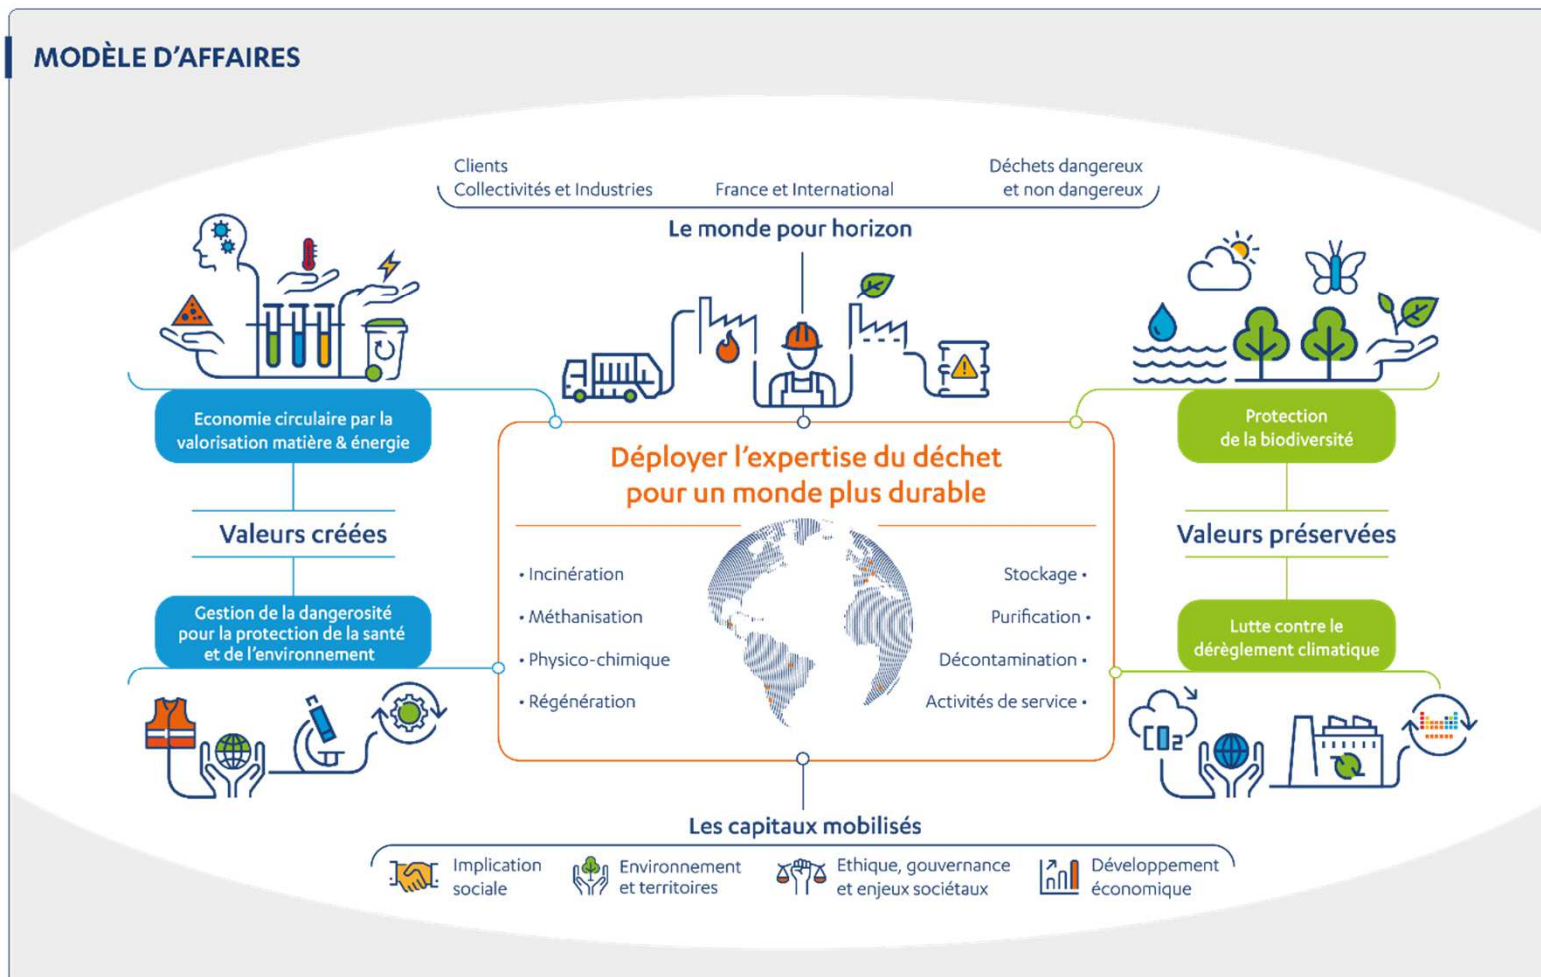 MODÈLE D'AFFAIRES
Clients
Collectivités et Industries
France et International
Déchets dangereux
et non dangereux
Le monde pour horizon
Economie circulaire par la
valorisation matière & énergie
Valeurs créées
Gestion de la dangerosité
pour la protection de la santé
et de l'environnement
Déployer l'expertise du déchet
pour un monde plus durable
• Incinération
• Méthanisation
• Physico-chimique
• Régénération
Stockage •
Purification •
Décontamination •
Activités de service •
Protection
de la biodiversité
Valeurs préservées
Lutte contre le
dérèglement climatique
CO2
Les capitaux mobilisés
Implication
sociale
Environnement
et territoires
Ethique, gouvernance
et enjeux sociétaux
Développement
économique